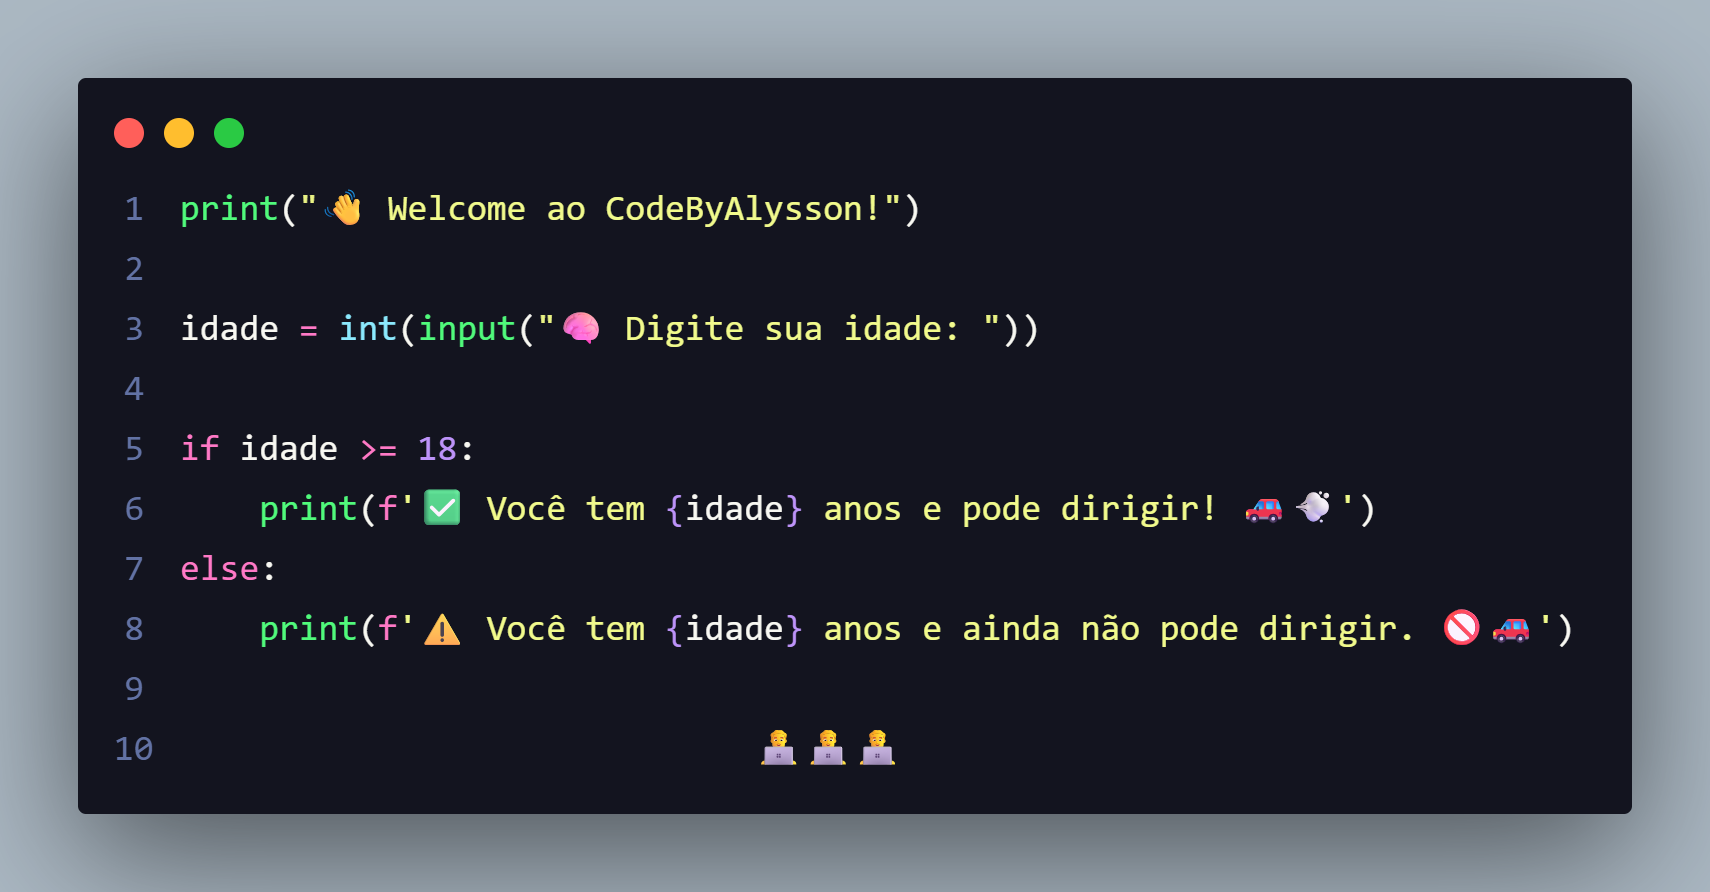 1 print("👋 Welcome ao CodeByAlysson!")
2
3 idade = int(input("🧠 Digite sua idade: "))
4
5 if idade >= 18:
6     print(f'✅ Você tem {idade} anos e pode dirigir! 🚗💨')
7 else:
8     print(f'⚠️ Você tem {idade} anos e ainda não pode dirigir. 🚫🚗')
9
10 🧑‍💻🧑‍💻🧑‍💻